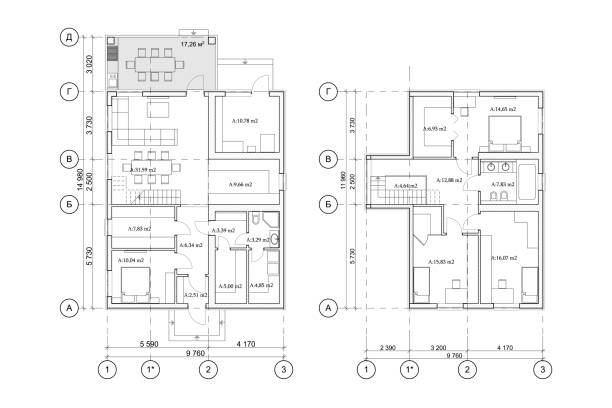 Д
17,26 м²
3 020
Г
3 730
A:10.78 m2
В
A:31,59 m2
14 980
2 500
A:9.66 m2
Б
A:7,83 m2
A:3,39 m2
A:3,29 m2
A:6,34 m2
5 730
A:10,04 m2
A:2,51 m2
A:5,00 m2
A:4,85 m2
А
5 590
4 170
9 760
1
1*
2
3
Г
A:14,65 m2
3 730
A:6,93 m2
В
11 960
2 500
A:4,64 m2
A:12,88 m2
A:7,83 m2
Б
5 730
A:15,83 m2
A:16,07 m2
А
2 390
3 200
4 170
9 760
1
1*
2
3